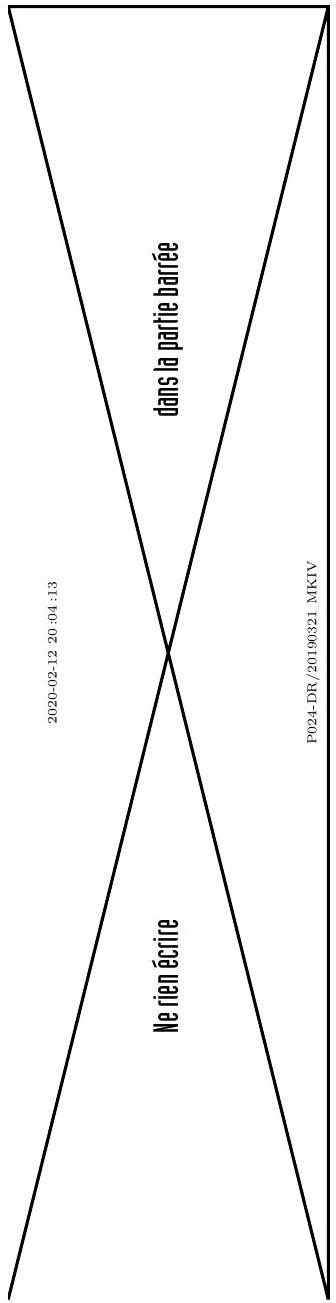 2020-02-12 20 :04 :13
Ne rien écrire dans la partie barrée
P024-DR/20190321 MKIV